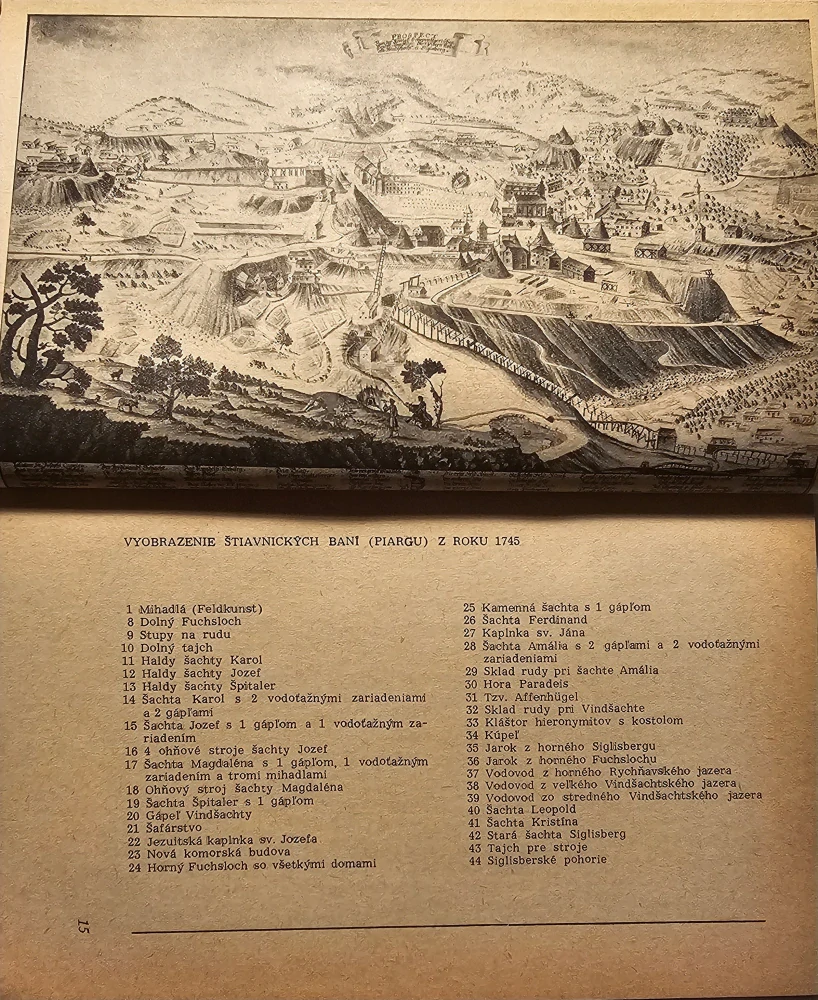 PROSPECT
VYOBRAZENIE ŠTIAVNICKÝCH BANÍ (PIARGU) Z ROKU 1745
1 Mihadlá (Feldkunst)
8 Dolný Fuchsloch
9 Stupy na rudu
10 Dolný tajch
11 Haldy šachty Karol
12 Haldy šachty Jozef
13 Haldy šachty Špitaler
14 Šachta Karol s 2 vodoťažnými zariadeniami
a 2 gápľami
15 Šachta Jozef s 1 gápľom a 1 vodoťažným za-
riadením
16 4 ohňové stroje šachty Jozef
17 Šachta Magdaléna s 1 gápľom, 1 vodoťažným
zariadením a tromi mihadlami
18 Ohňový stroj šachty Magdaléna
19 Šachta Špitaler s 1 gápľom
20 Gápeľ Vindšachty
21 Šafárstvo
22 Jezuitská kaplnka sv. Jozefa
23 Nová komorská budova
24 Horný Fuchsloch so všetkými domami
25 Kamenná šachta s 1 gápľom
26 Šachta Ferdinand
27 Kaplnka sv. Jána
28 Šachta Amália s 2 gápľami a 2 vodoťažnými
zariadeniami
29 Sklad rudy pri šachte Amália
30 Hora Paradeis
31 Tzv. Affenhügel
32 Sklad rudy pri Vindšachte
33 Kláštor hieronymitov s kostolom
34 Kúpeľ
35 Jarok z horného Siglisbergu
36 Jarok z horného Fuchslochu
37 Vodovod z horného Rychňavského jazera
38 Vodovod z veľkého Vindšachtského jazera
39 Vodovod zo stredného Vindšachtského jazera
40 Šachta Leopold
41 Šachta Kristína
42 Stará šachta Siglisberg
43 Tajch pre stroje
44 Siglisberské pohorie
15